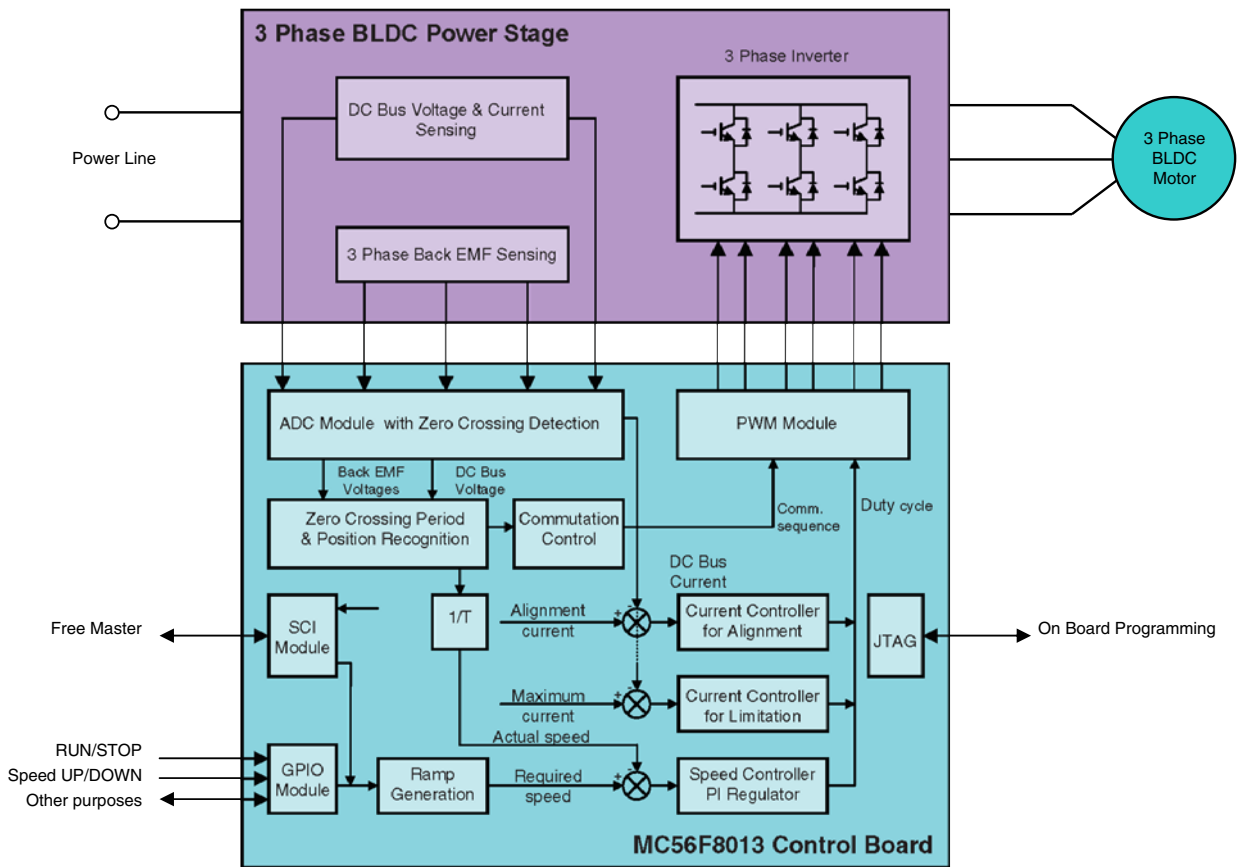 3 Phase BLDC Power Stage
3 Phase Inverter
DC Bus Voltage & Current
Sensing
Power Line
3 Phase
BLDC
Motor
3 Phase Back EMF Sensing
ADC Module with Zero Crossing Detection
PWM Module
Back EMF
Voltages
DC Bus
Voltage
Zero Crossing Period
& Position Recognition
Commutation
Control
Comm.
sequence
Duty cycle
DC Bus
Current
Free Master
SCI
Module
1/T
Alignment
current
+
-
Current Controller
for Alignment
JTAG
On Board Programming
Maximum
current
+
-
Current Controller
for Limitation
Actual speed
RUN/STOP
Speed UP/DOWN
Other purposes
GPIO
Module
Ramp
Generation
Required
speed
+
-
Speed Controller
PI Regulator
MC56F8013 Control Board